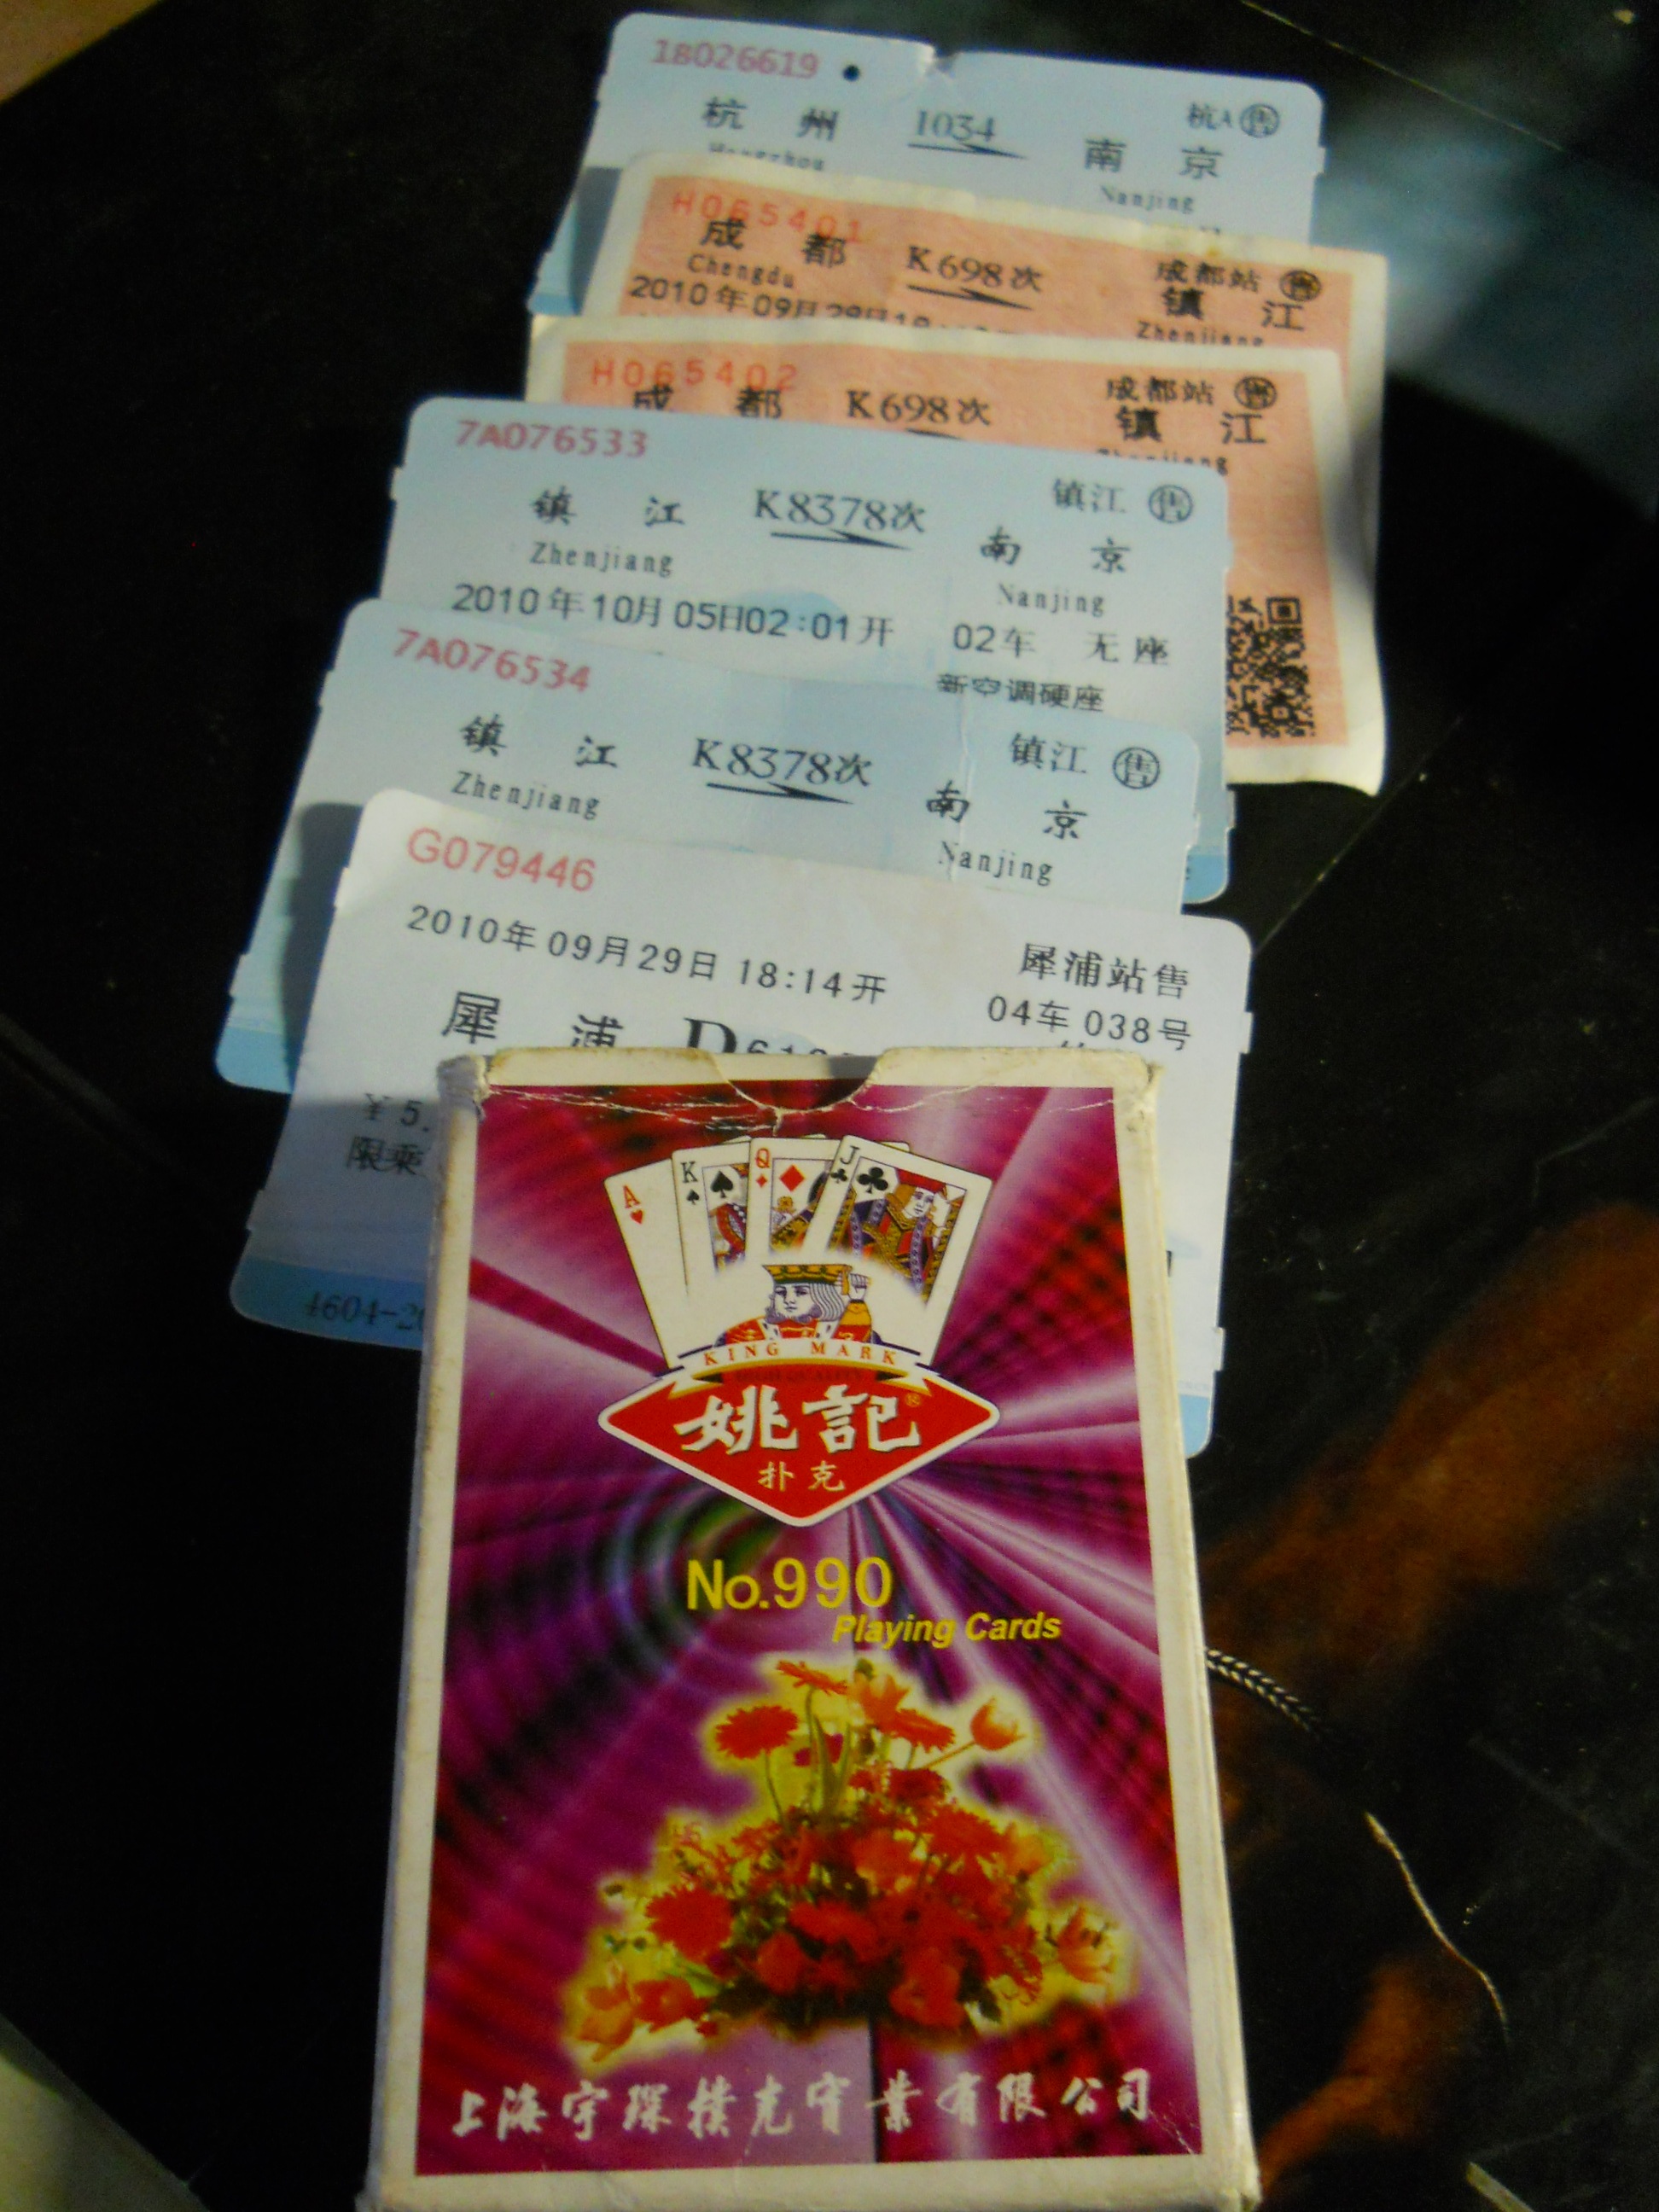 18026619
杭州 1034 南京 杭A售
Nanjing
H065401
成都 K698次 成都站售
Chengdu 镇江
2010年09月29日
Zhenjiang
H065402
成都 K698次 成都站售
镇江
7A076533
镇江 K8378次 南京 镇江售
Zhenjiang Nanjing
2010年10月05日02:01开 02车 无座
新空调硬座
7A076534
镇江 K8378次 南京 镇江售
Zhenjiang Nanjing
G079446
2010年09月29日 18:14开 犀浦站售
04车 038号
犀浦
¥5.
限乘
A K Q J
KING MARK
姚記®
扑克
No.990
Playing Cards
上海宇琛撲克實業有限公司